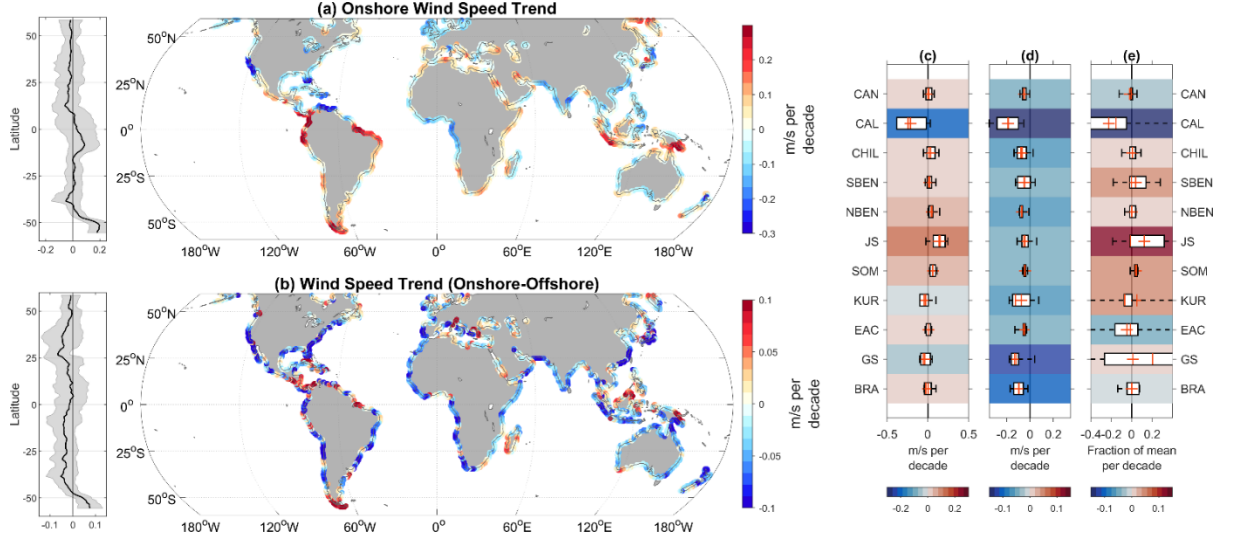 (a) Onshore Wind Speed Trend
50
25
0
-25
-50
Latitude
-0.2 0 0.2
50°N
25°N
0°
25°S
50°S
180°W 120°W 60°W 0° 60°E 120°E 180°E
0.2
0.1
0
-0.1
-0.2
-0.3
m/s per
decade
(b) Wind Speed Trend (Onshore-Offshore)
50
25
0
-25
-50
Latitude
-0.1 0 0.1
50°N
25°N
0°
25°S
50°S
180°W 120°W 60°W 0° 60°E 120°E 180°E
0.1
0.05
0
-0.05
-0.1
m/s per
decade
(c) (d) (e)
CAN CAN
CAL CAL
CHIL CHIL
SBEN SBEN
NBEN NBEN
JS JS
SOM SOM
KUR KUR
EAC EAC
GS GS
BRA BRA
-0.5 0 0.5 -0.2 0 0.2 -0.4 -0.2 0 0.2
m/s per
decade
m/s per
decade
Fraction of mean
per decade
-0.2 0 0.2 -0.1 0 0.1 -0.1 0 0.1